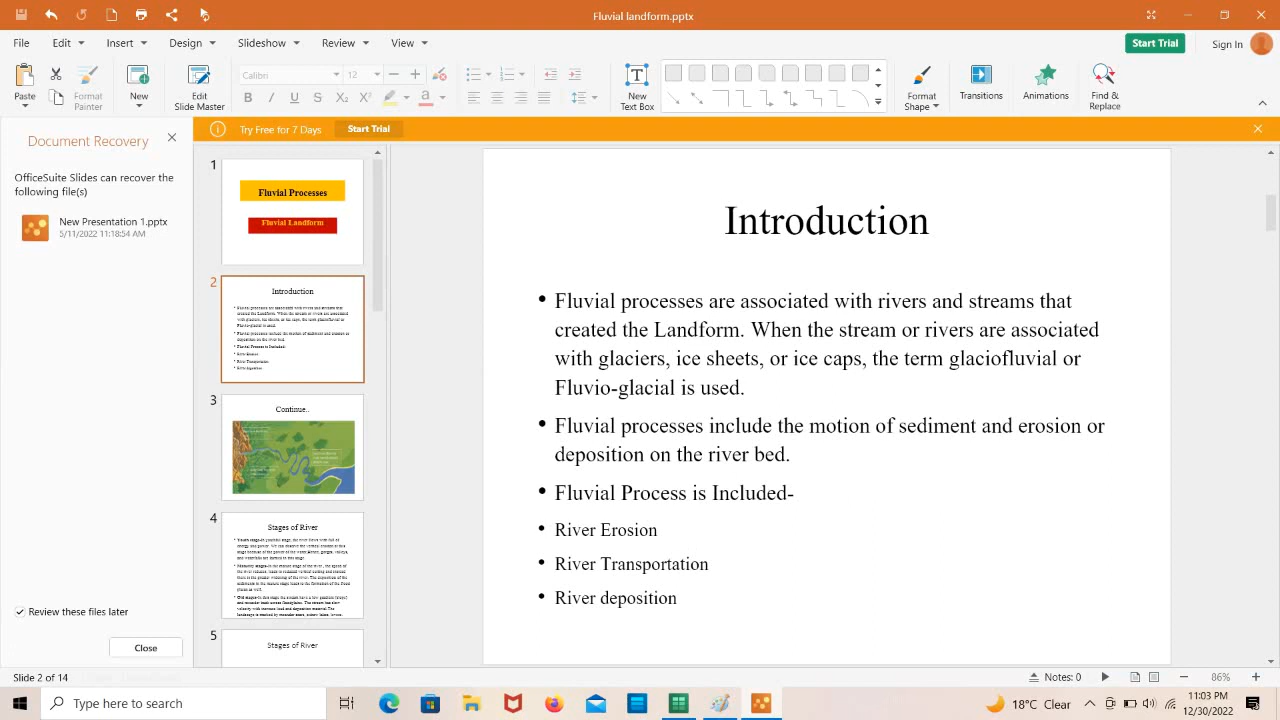 Fluvial landform.pptx
File Edit Insert Design Slideshow Review View
Start Trial Sign In
Paste Format Painter New Edit Slide Master
Calibri 12
B I U X₂ X²
New Text Box
Format Shape Transitions Animations Find & Replace
Document Recovery
OfficeSuite Slides can recover the
following file(s)
New Presentation 1.pptx
5/11/2022 11:18:54 AM
View these files later
Close
Try Free for 7 Days Start Trial
1
Fluvial Processes
Fluvial Landform
2
Introduction
3
Continue..
4
Stages of River
5
Stages of River
Introduction
• Fluvial processes are associated with rivers and streams that
created the Landform. When the stream or rivers are associated
with glaciers, ice sheets, or ice caps, the term glaciofluvial or
Fluvio-glacial is used.
• Fluvial processes include the motion of sediment and erosion or
deposition on the river bed.
• Fluvial Process is Included-
• River Erosion
• River Transportation
• River deposition
Slide 2 of 14
Notes: 0
86%
Type here to search
18°C Clear
11:03 PM
12/30/2022